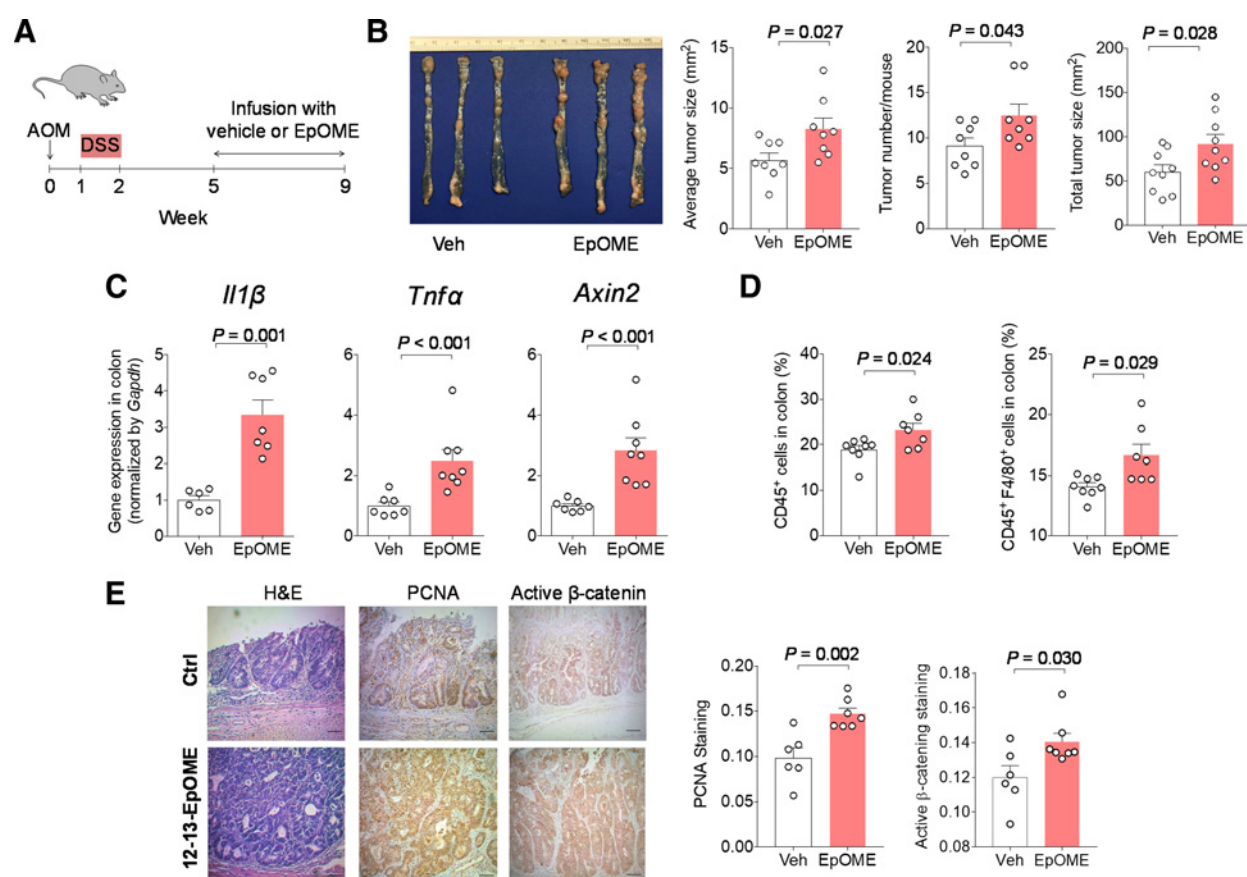 A
AOM
DSS
Infusion with
vehicle or EpOME
0 1 2 5 9
Week
B
Veh EpOME
Average tumor size (mm²)
P = 0.027
15
10
5
0
Veh EpOME
Tumor number/mouse
P = 0.043
20
15
10
5
0
Veh EpOME
Total tumor size (mm²)
P = 0.028
200
150
100
50
0
Veh EpOME
C
Gene expression in colon
(normalized by Gapdh)
Il1β
P = 0.001
5
4
3
2
1
0
Veh EpOME
Tnfα
P < 0.001
6
4
2
0
Veh EpOME
Axin2
P < 0.001
6
4
2
0
Veh EpOME
D
CD45⁺ cells in colon (%)
P = 0.024
40
30
20
10
0
Veh EpOME
CD45⁺ F4/80⁺ cells in colon (%)
P = 0.029
25
20
15
10
Veh EpOME
E
H&E PCNA Active β-catenin
Ctrl
12-13-EpOME
PCNA Staining
P = 0.002
0.20
0.15
0.10
0.05
0.00
Veh EpOME
Active β-catening staining
P = 0.030
0.18
0.16
0.14
0.12
0.10
0.08
Veh EpOME